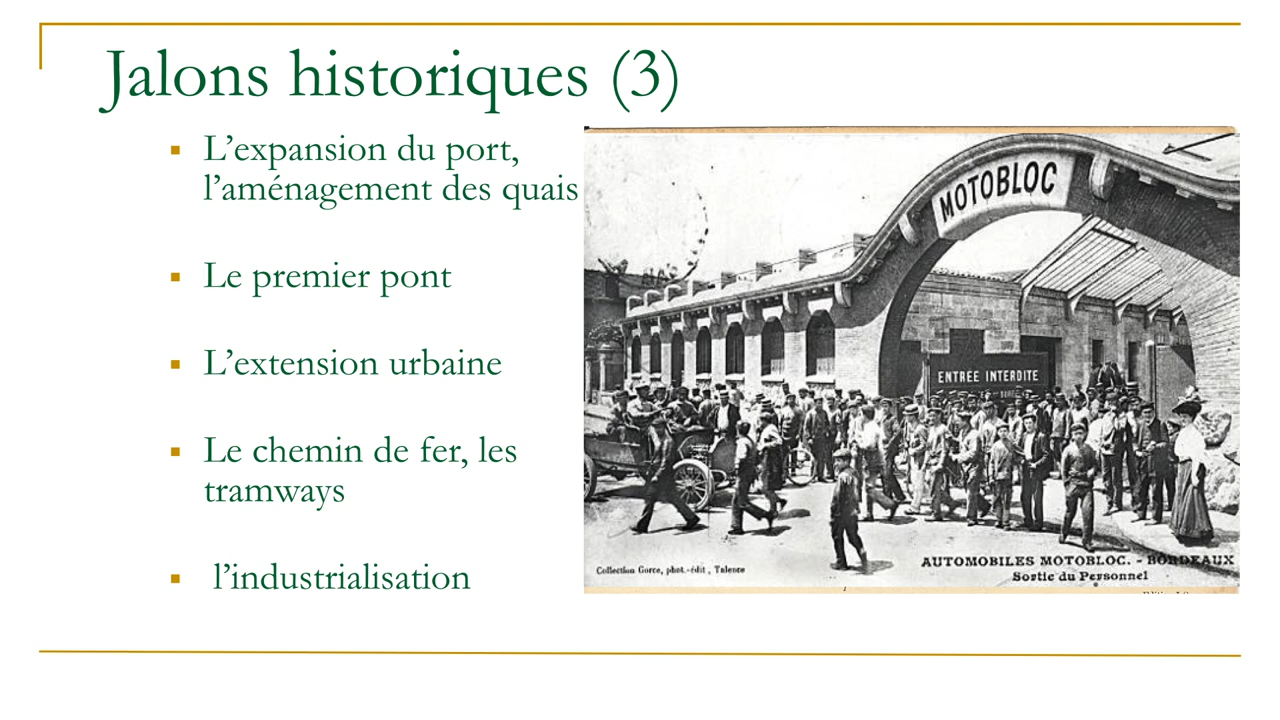 Jalons historiques (3)
▪ L’expansion du port,
l’aménagement des quais
▪ Le premier pont
▪ L’extension urbaine
▪ Le chemin de fer, les
tramways
▪ l’industrialisation
MOTOBLOC
ENTRÉE INTERDITE
AUTOMOBILES MOTOBLOC. - BORDEAUX
Sortie du Personnel
Collection Gorce, phot.-édit., Talence